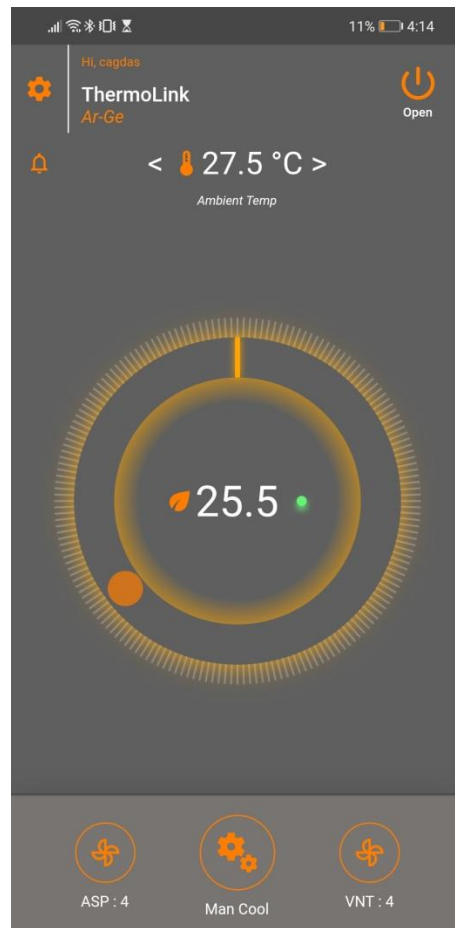 11% 4:14
Hi, cagdas
ThermoLink
Ar-Ge
Open
< 27.5 °C >
Ambient Temp
25.5
ASP : 4
Man Cool
VNT : 4